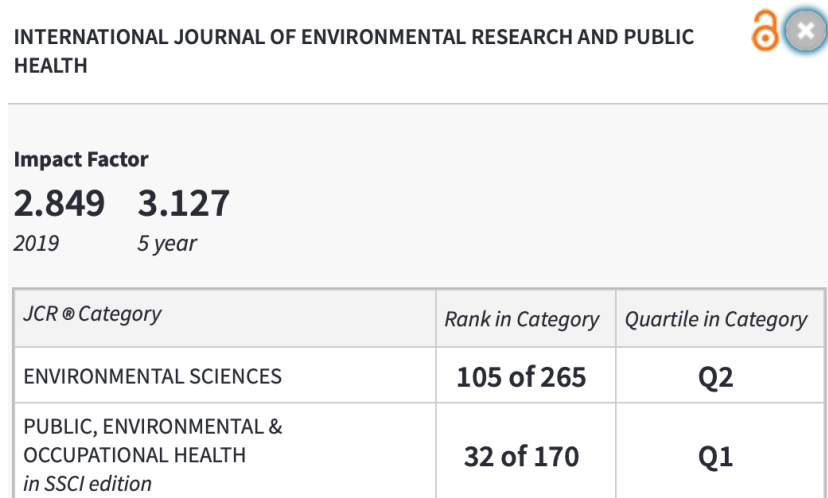 INTERNATIONAL JOURNAL OF ENVIRONMENTAL RESEARCH AND PUBLIC
HEALTH
Impact Factor
2.849 3.127
2019 5 year
JCR ® Category Rank in Category Quartile in Category
ENVIRONMENTAL SCIENCES 105 of 265 Q2
PUBLIC, ENVIRONMENTAL &
OCCUPATIONAL HEALTH 32 of 170 Q1
in SSCI edition